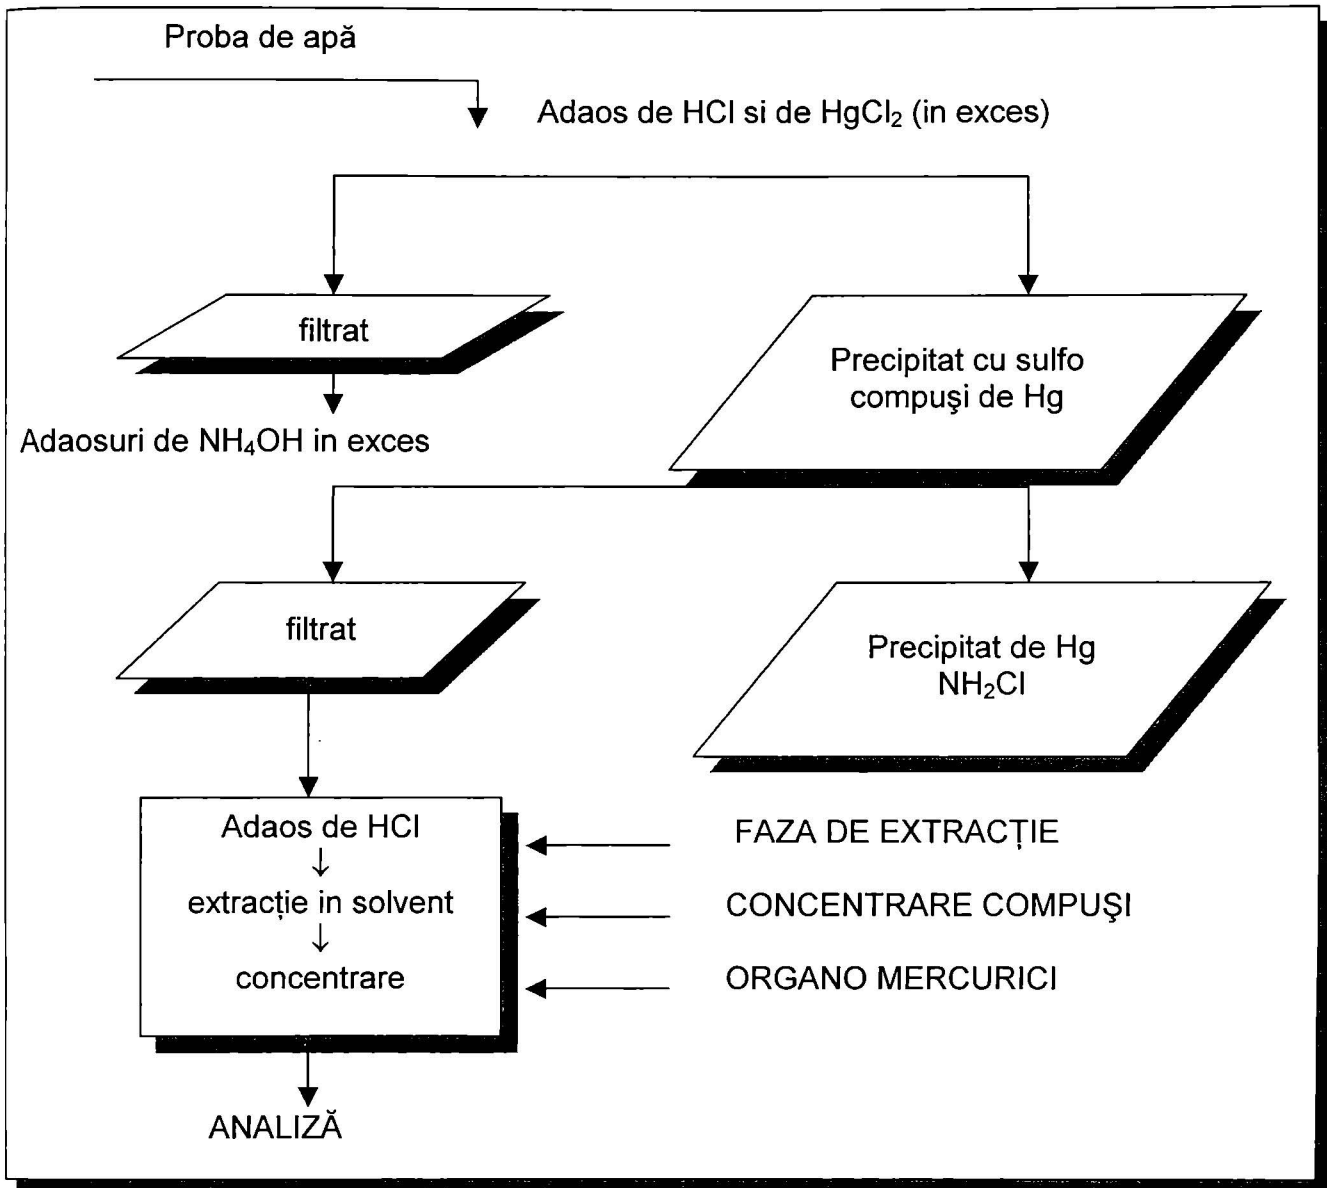 Proba de apă
Adaos de HCl si de HgCl₂ (in exces)
filtrat
Precipitat cu sulfo
compuşi de Hg
Adaosuri de NH₄OH in exces
filtrat
Precipitat de Hg
NH₂Cl
Adaos de HCl
extracţie in solvent
concentrare
FAZA DE EXTRACŢIE
CONCENTRARE COMPUŞI
ORGANO MERCURICI
ANALIZĂ